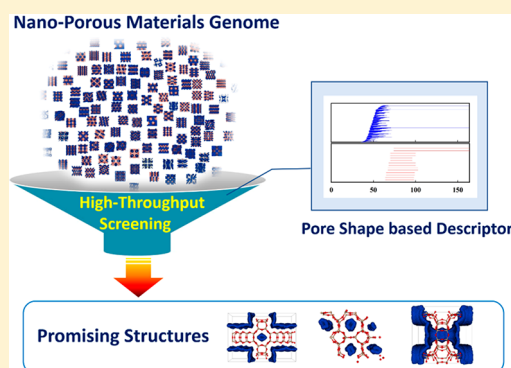 Nano-Porous Materials Genome
High-Throughput
Screening
0 50 100 150
Pore Shape based Descriptor
Promising Structures